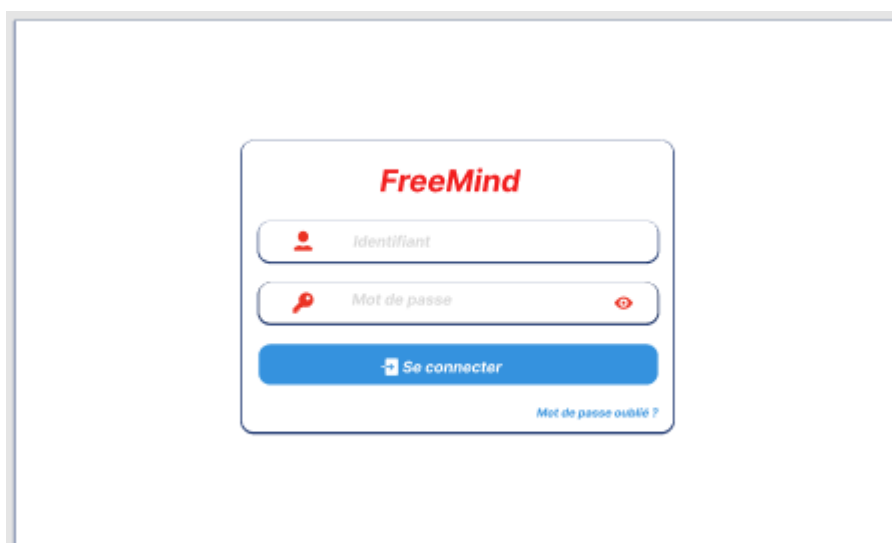 FreeMind
Identifiant
Mot de passe
Se connecter
Mot de passe oublié ?